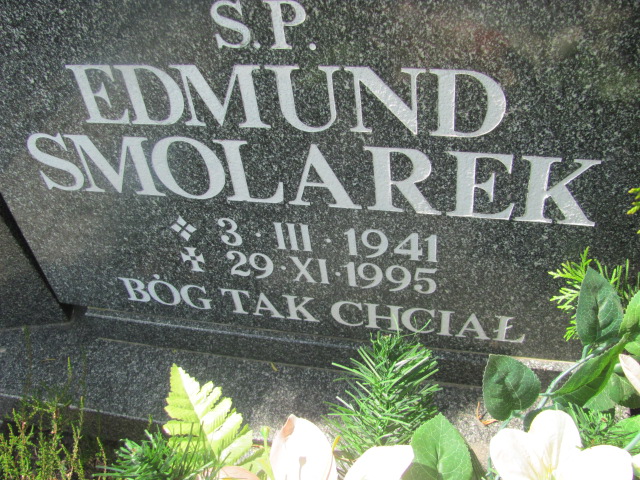 S.P.
EDMUND
SMOLAREK
3·III·1941
29·XI·1995
BÓG TAK CHCIAŁ